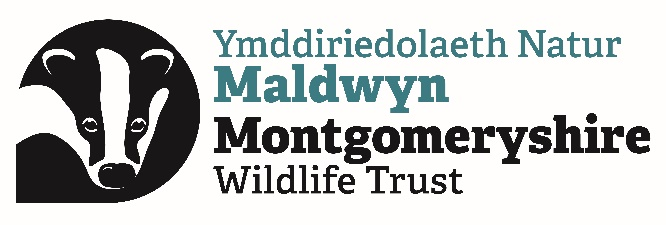 Ymddiriedolaeth Natur
Maldwyn
Montgomeryshire
Wildlife Trust